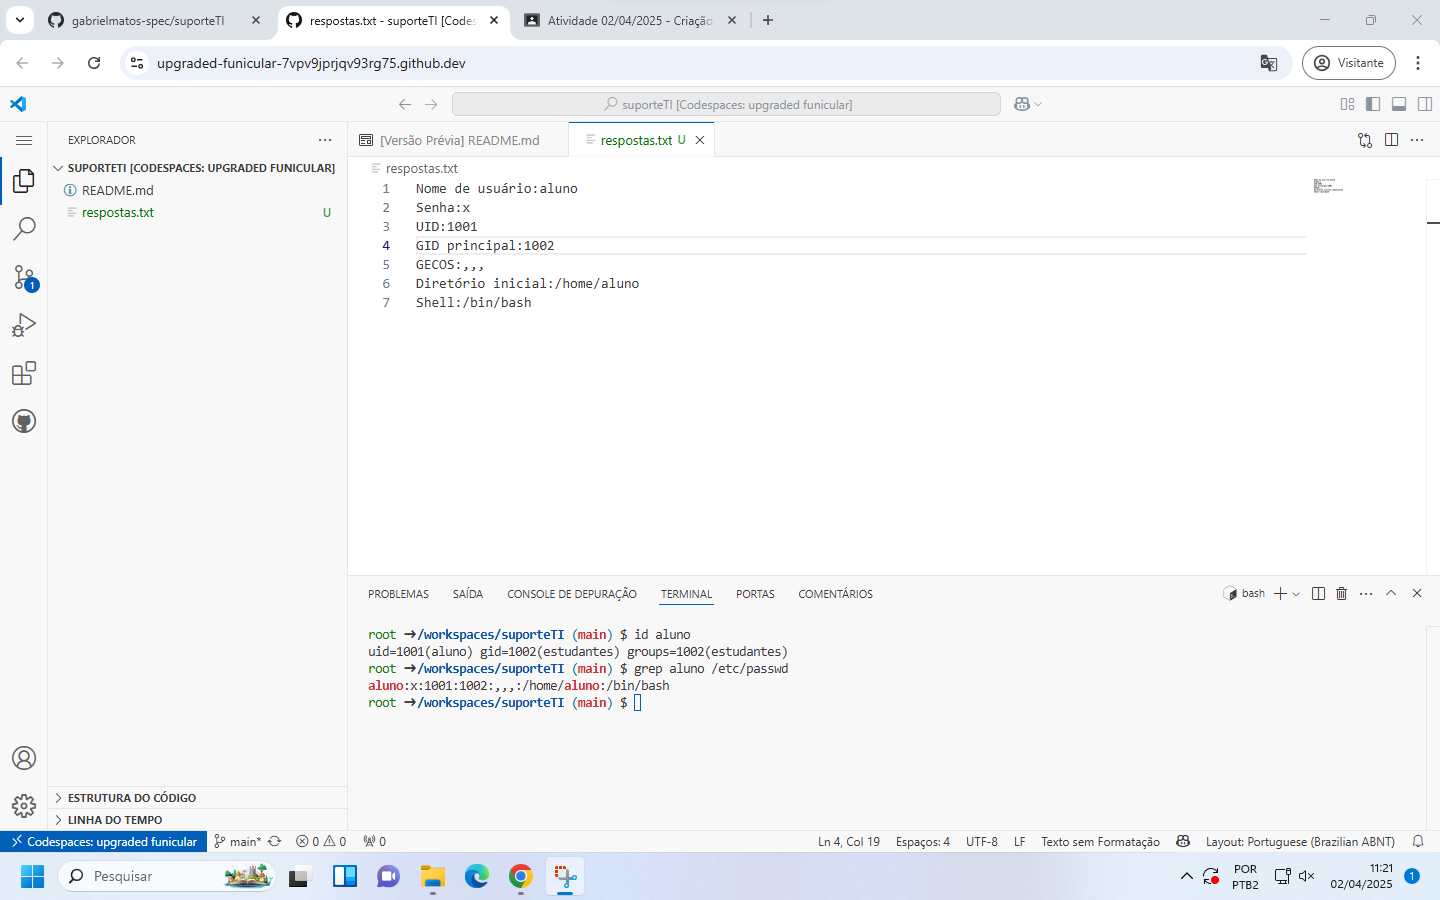 gabrielmatos-spec/suporteTI
respostas.txt - suporteTI [Codes
Atividade 02/04/2025 - Criação
upgraded-funicular-7vpv9jprjqv93rg75.github.dev
Visitante
suporteTI [Codespaces: upgraded funicular]
EXPLORADOR
SUPORTETI [CODESPACES: UPGRADED FUNICULAR]
README.md
respostas.txt U
1
[Versão Prévia] README.md
respostas.txt U
respostas.txt
1 Nome de usuário:aluno
2 Senha:x
3 UID:1001
4 GID principal:1002
5 GECOS:,,,
6 Diretório inicial:/home/aluno
7 Shell:/bin/bash
PROBLEMAS SAÍDA CONSOLE DE DEPURAÇÃO TERMINAL PORTAS COMENTÁRIOS
bash
root ➜/workspaces/suporteTI (main) $ id aluno
uid=1001(aluno) gid=1002(estudantes) groups=1002(estudantes)
root ➜/workspaces/suporteTI (main) $ grep aluno /etc/passwd
aluno:x:1001:1002:,,,:/home/aluno:/bin/bash
root ➜/workspaces/suporteTI (main) $
ESTRUTURA DO CÓDIGO
LINHA DO TEMPO
Codespaces: upgraded funicular main* 0 0 0 Ln 4, Col 19 Espaços: 4 UTF-8 LF Texto sem Formatação Layout: Portuguese (Brazilian ABNT)
Pesquisar
POR
PTB2
11:21
02/04/2025
1